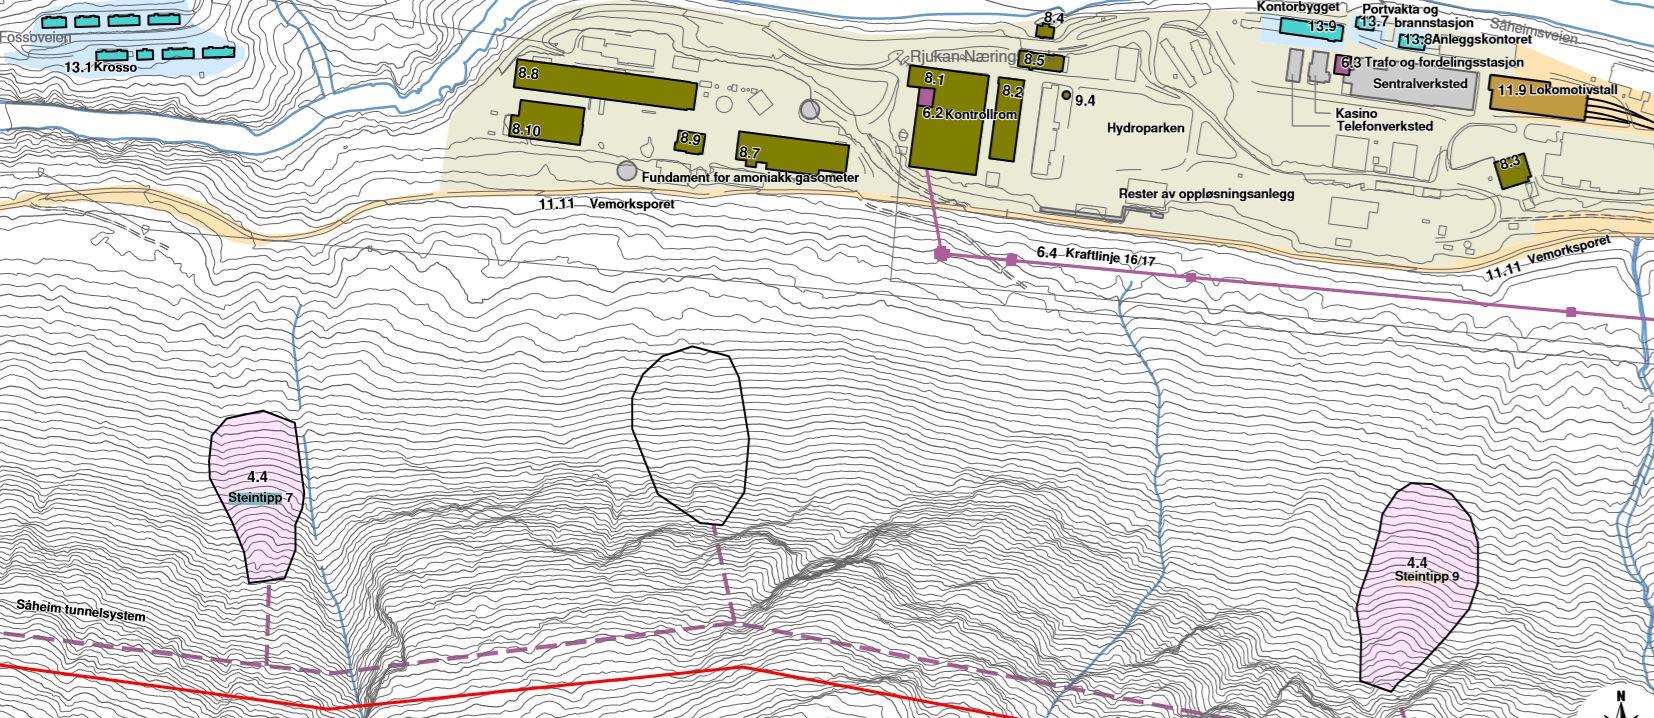 Kontorbygget
Portvakta og
13.7 brannstasjon
13.9
13.8 Anleggskontoret
Såheimsveien
8.4
Fossoveien
13.1 Krosso
Rjukan Næring
8.5
6.3 Trafo og fordelingsstasjon
Sentralverksted
11.9 Lokomotivstall
8.8
8.1
8.2
9.4
6.2 Kontrollrom
Kasino
Telefonverksted
Hydroparken
8.10
8.9
8.7
8.3
Fundament for amoniakk gasometer
Rester av oppløsningsanlegg
11.11 Vemorksporet
6.4 Kraftlinje 16/17
11.11 Vemorksporet
4.4
Steintipp 7
4.4
Steintipp 9
Såheim tunnelsystem
N